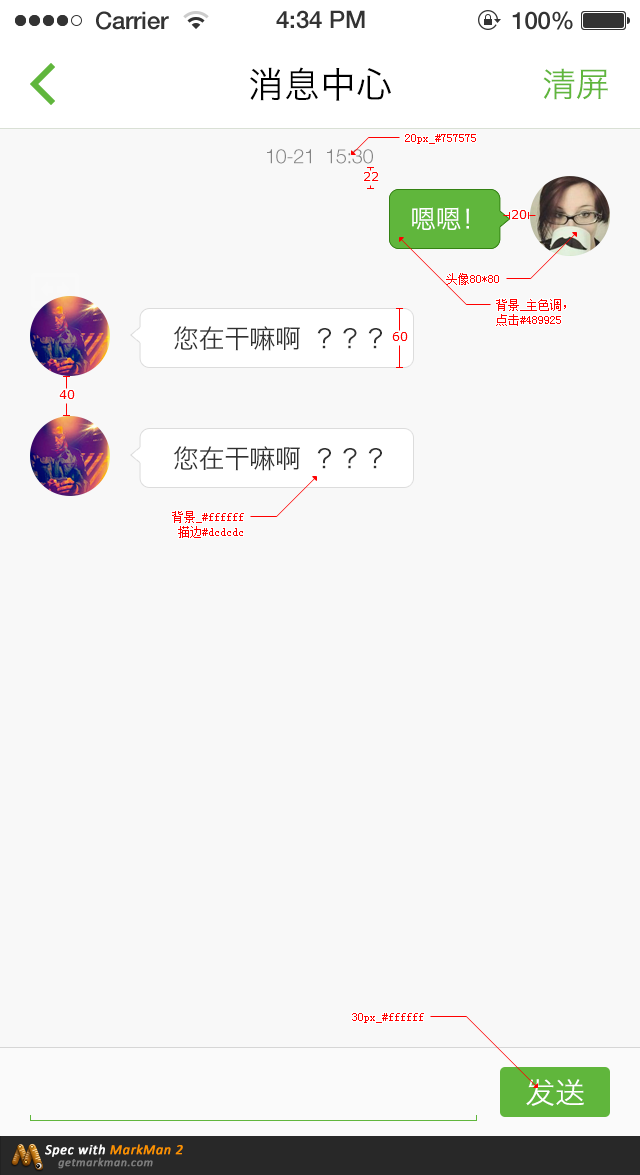 Carrier 4:34 PM 100%
消息中心 清屏
20px_#757575
10-21 15:30
22
嗯嗯!
20
头像80*80
背景_主色调,
点击#489925
您在干嘛啊 ？？？
60
40
您在干嘛啊 ？？？
背景_#ffffff
描边#dcdcdc
30px_#ffffff
发送
Spec with MarkMan 2
getmarkman.com